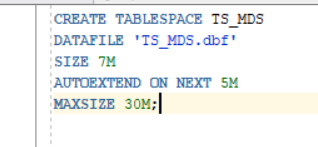 CREATE TABLESPACE TS_MDS
DATAFILE 'TS_MDS.dbf'
SIZE 7M
AUTOEXTEND ON NEXT 5M
MAXSIZE 30M;